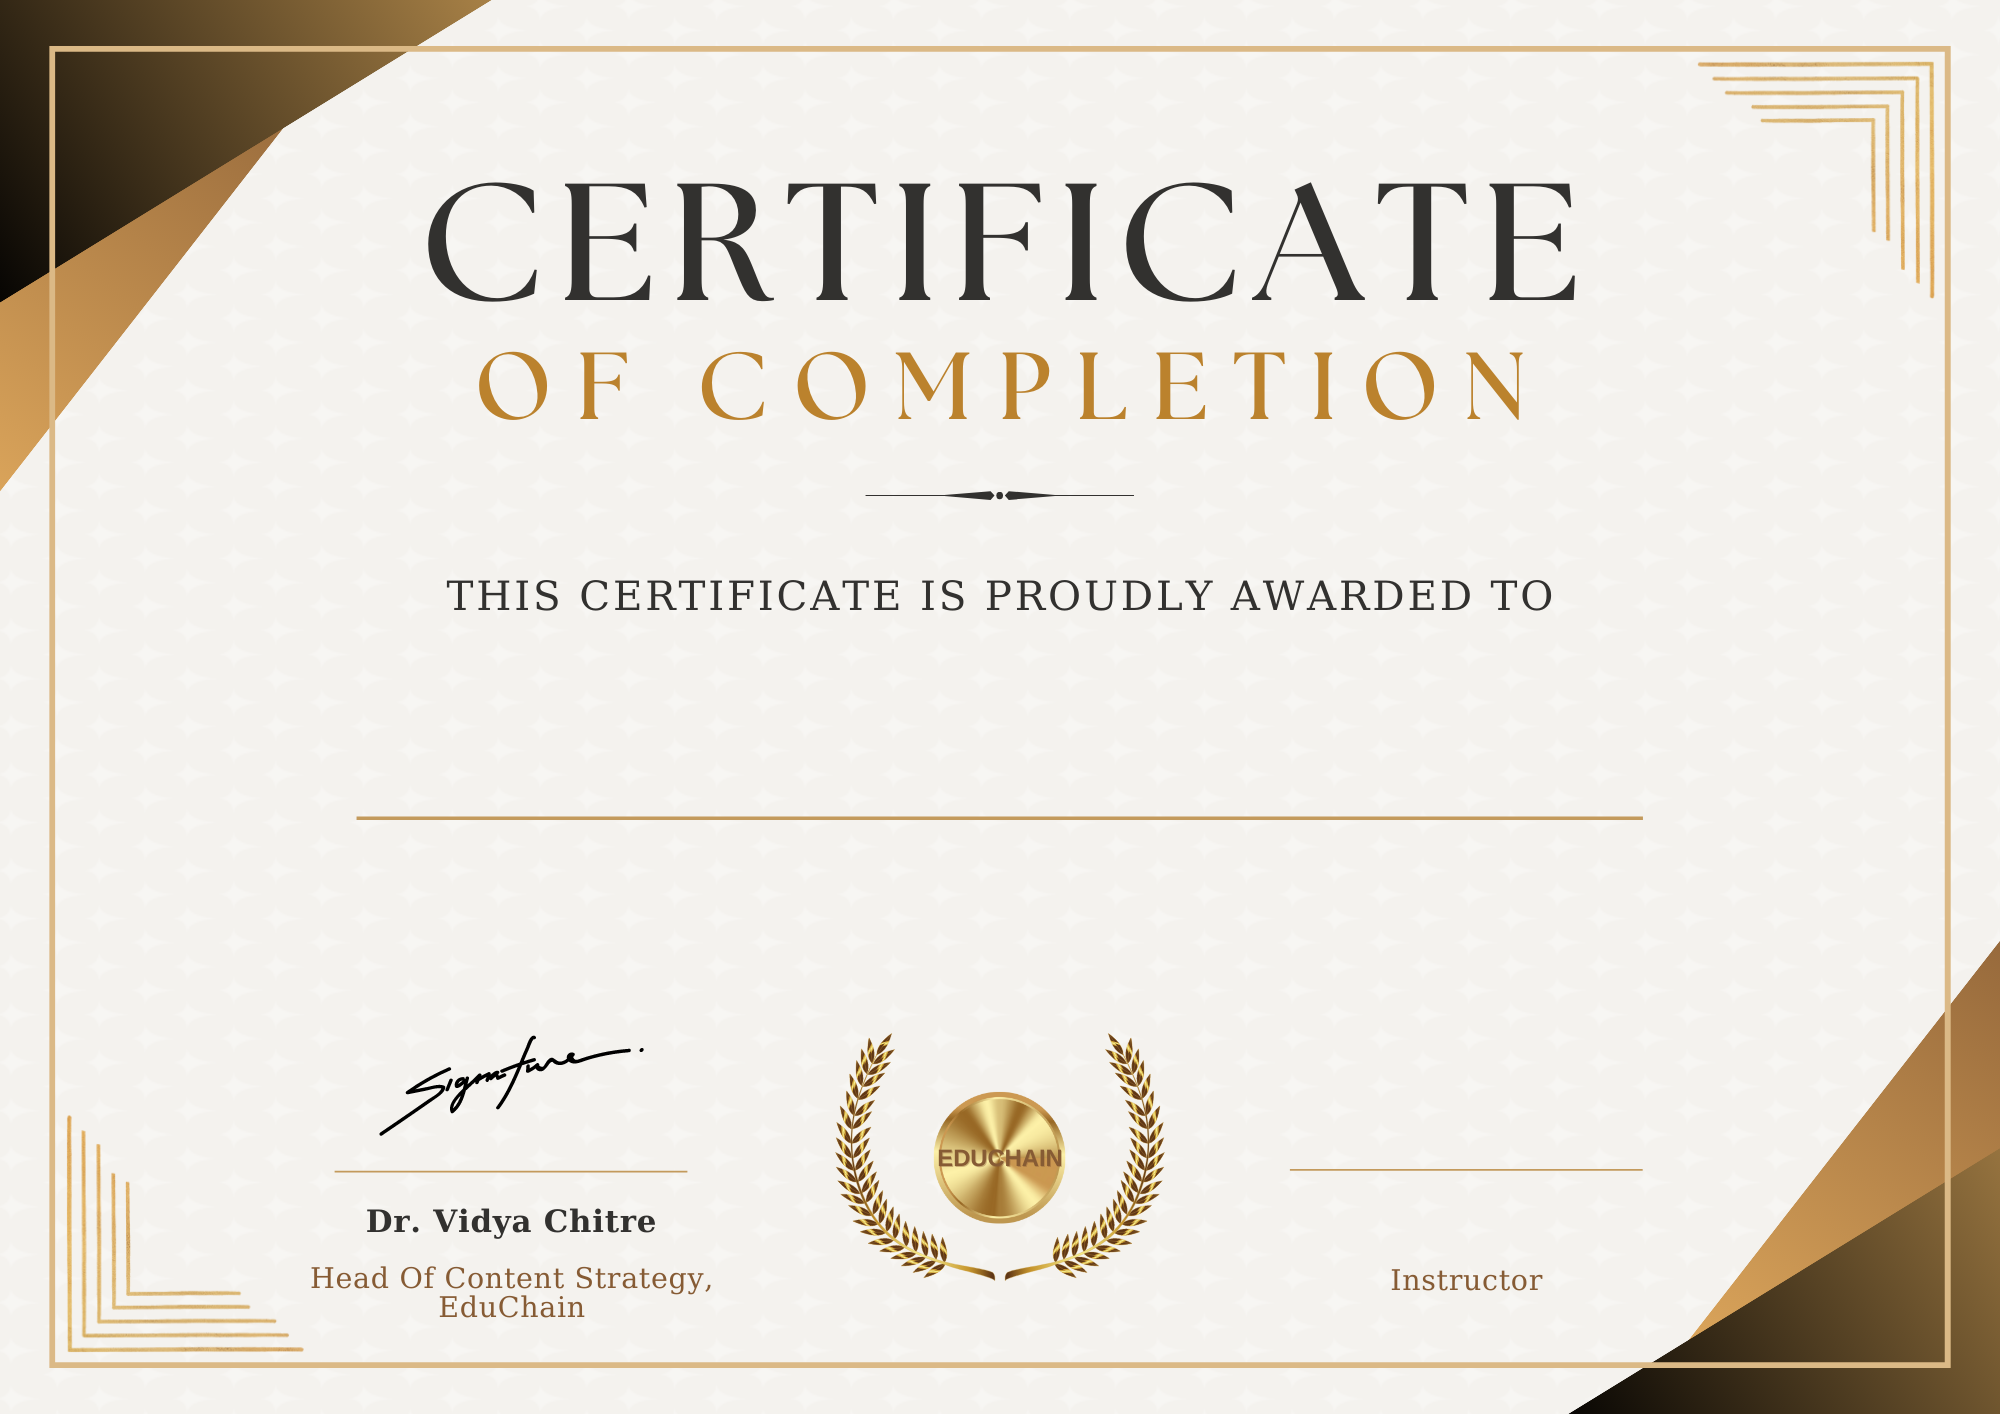 CERTIFICATE
OF COMPLETION
THIS CERTIFICATE IS PROUDLY AWARDED TO
Signature
EDUCHAIN
Dr. Vidya Chitre
Head Of Content Strategy,
EduChain
Instructor